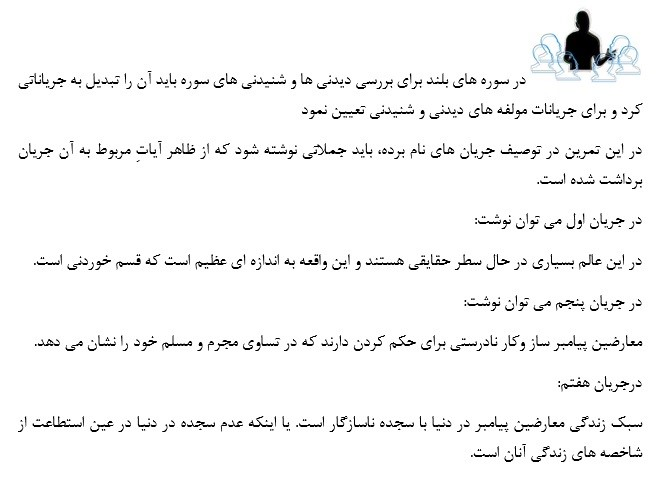 در سوره های بلند برای بررسی دیدنی ها و شنیدنی های سوره باید آن را تبدیل به جریاناتی
کرد و برای جریانات مولفه های دیدنی و شنیدنی تعیین نمود
در این تمرین در توصیف جریان های نام برده، باید جملاتی نوشته شود که از ظاهر آیاتِ مربوط به آن جریان
برداشت شده است.
در جریان اول می توان نوشت:
در این عالم بسیاری در حال سطر حقایقی هستند و این واقعه به اندازه ای عظیم است که قسم خوردنی است.
در جریان پنجم می توان نوشت:
معارضین پیامبر ساز وکار نادرستی برای حکم کردن دارند که در تساوی مجرم و مسلم خود را نشان می دهد.
درجریان هفتم:
سبک زندگی معارضین پیامبر در دنیا با سجده ناسازگار است. یا اینکه عدم سجده در دنیا در عین استطاعت از
شاخصه های زندگی آنان است.